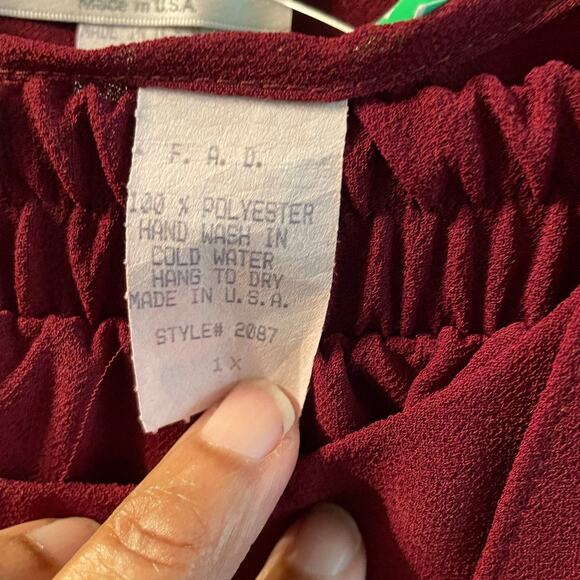 Made in U.S.A.
F. A. D.
100 % POLYESTER
HAND WASH IN
COLD WATER
HANG TO DRY
MADE IN U.S.A.
STYLE# 2087
1X